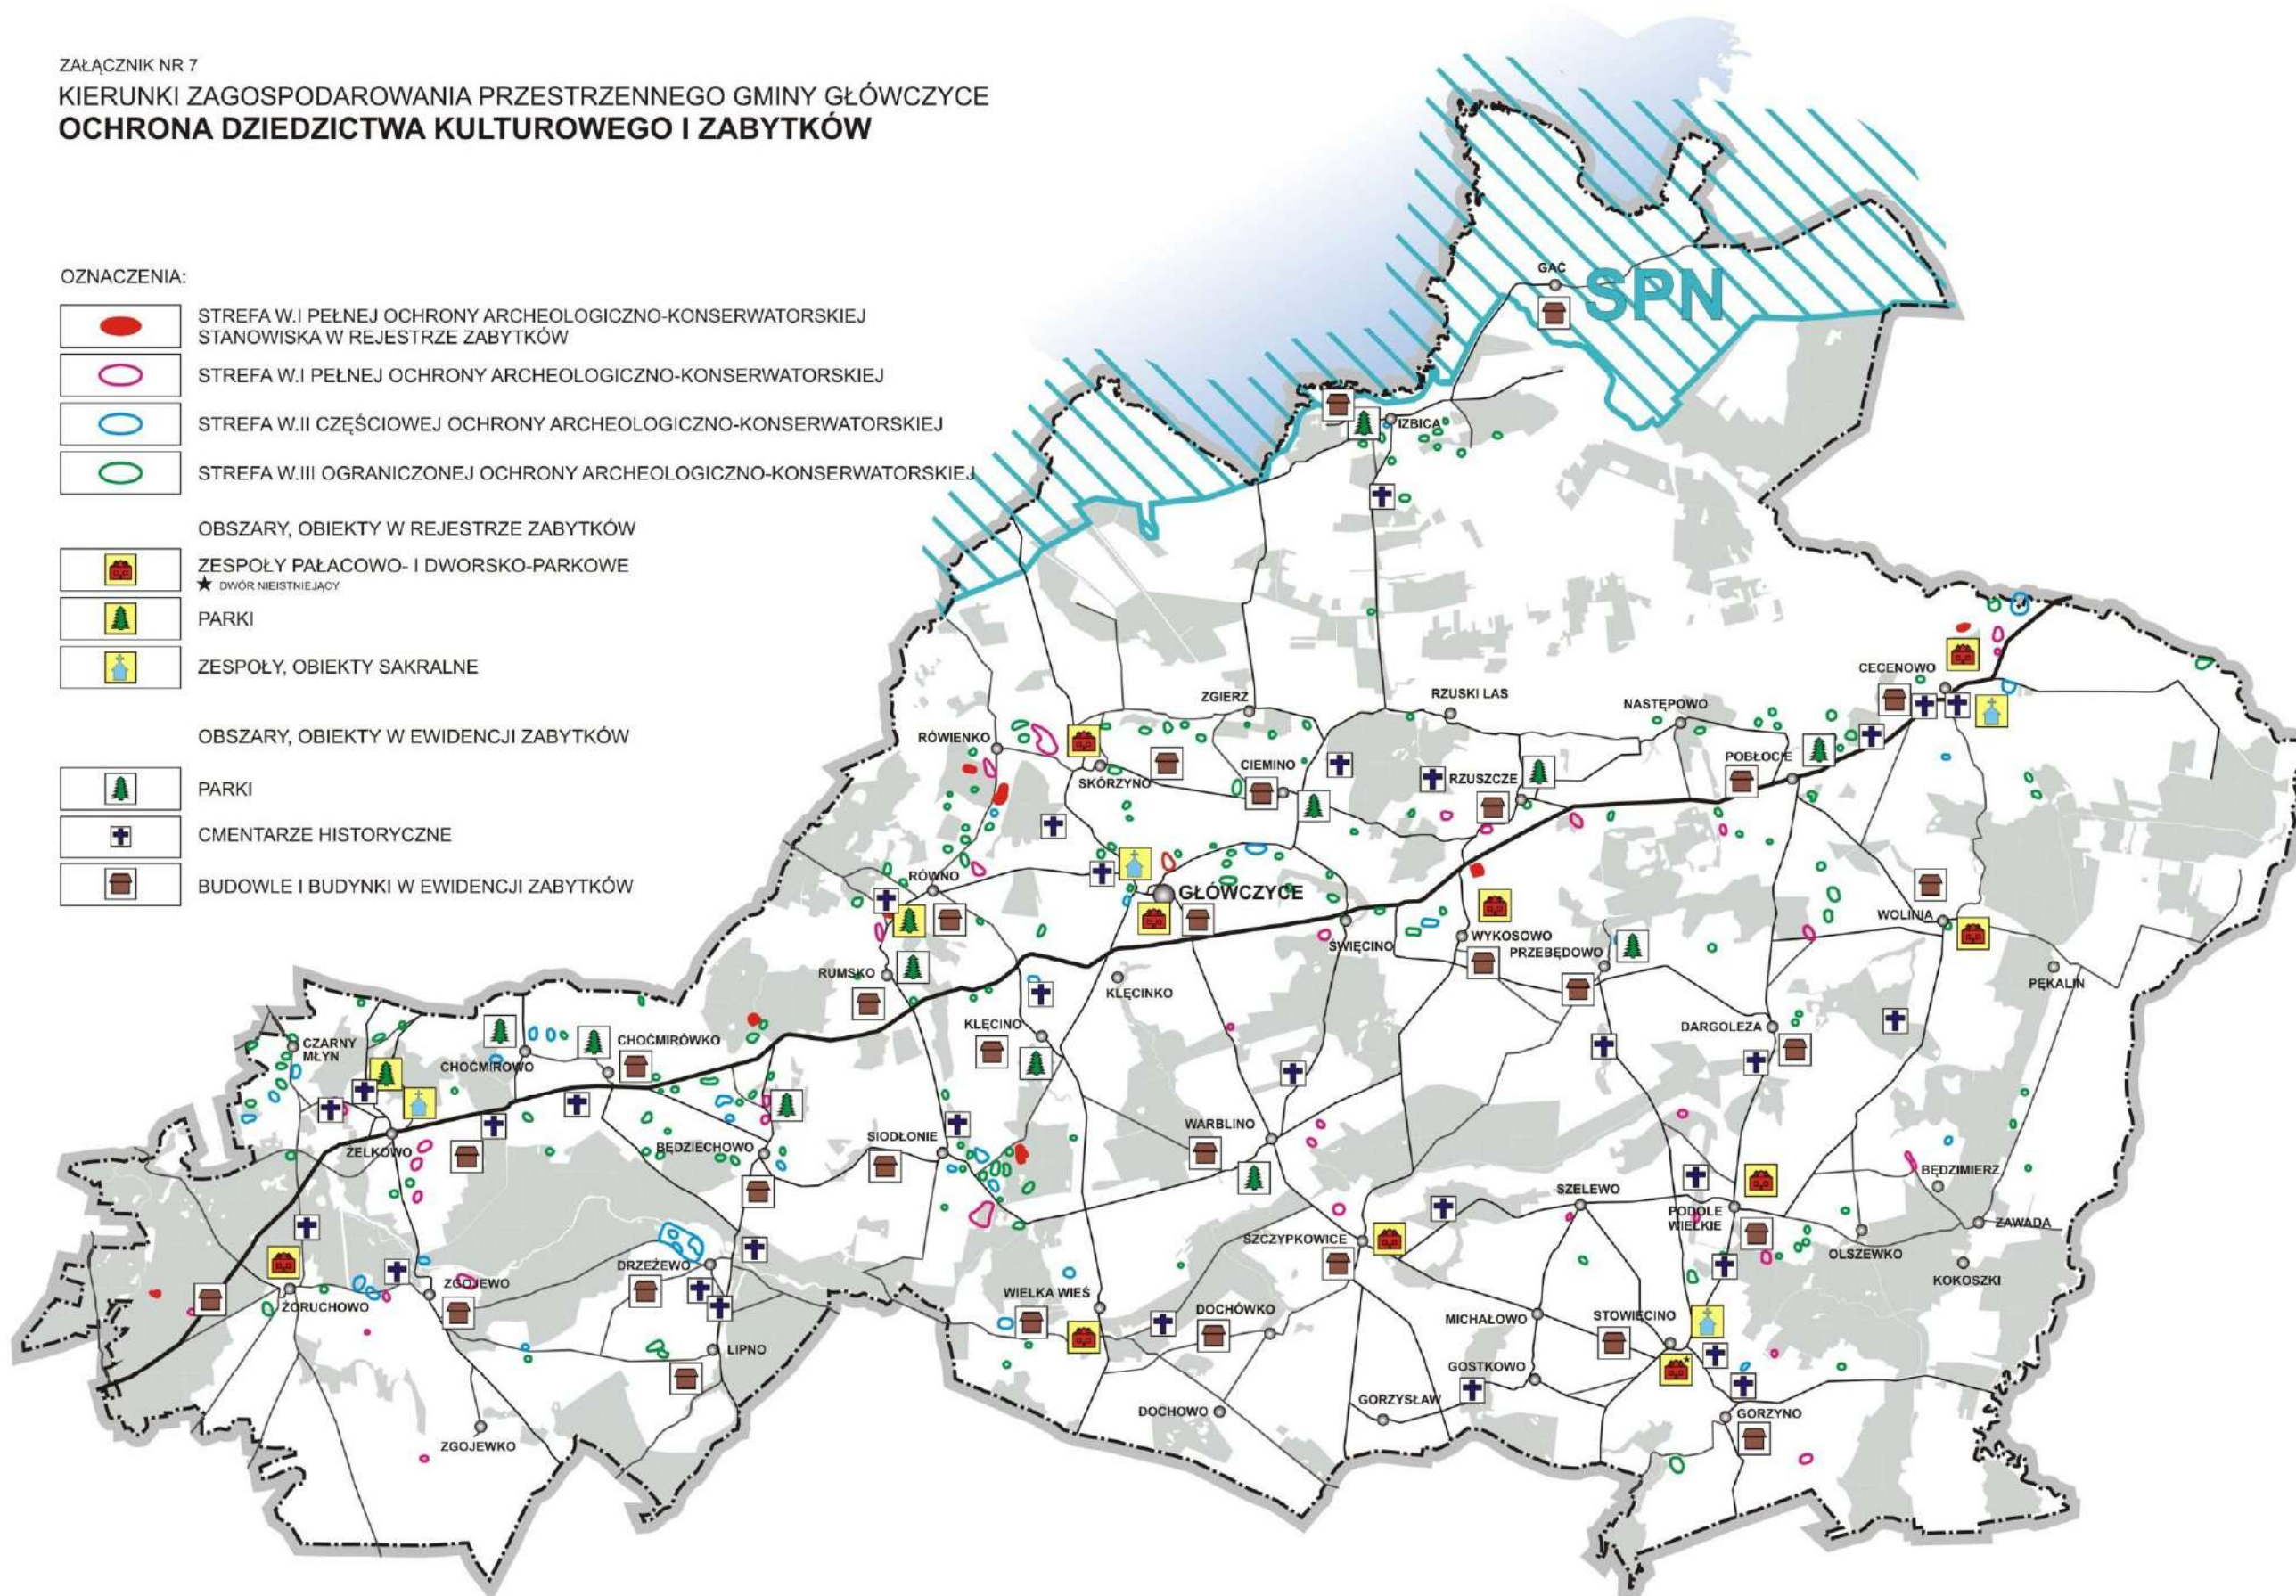 ZAŁĄCZNIK NR 7
KIERUNKI ZAGOSPODAROWANIA PRZESTRZENNEGO GMINY GŁÓWCZYCE
OCHRONA DZIEDZICTWA KULTUROWEGO I ZABYTKÓW
OZNACZENIA:
STREFA W.I PEŁNEJ OCHRONY ARCHEOLOGICZNO-KONSERWATORSKIEJ
STANOWISKA W REJESTRZE ZABYTKÓW
STREFA W.I PEŁNEJ OCHRONY ARCHEOLOGICZNO-KONSERWATORSKIEJ
STREFA W.II CZĘŚCIOWEJ OCHRONY ARCHEOLOGICZNO-KONSERWATORSKIEJ
STREFA W.III OGRANICZONEJ OCHRONY ARCHEOLOGICZNO-KONSERWATORSKIEJ
OBSZARY, OBIEKTY W REJESTRZE ZABYTKÓW
ZESPOŁY PAŁACOWO- I DWORSKO-PARKOWE
★ DWÓR NIEISTNIEJĄCY
PARKI
ZESPOŁY, OBIEKTY SAKRALNE
OBSZARY, OBIEKTY W EWIDENCJI ZABYTKÓW
PARKI
CMENTARZE HISTORYCZNE
BUDOWLE I BUDYNKI W EWIDENCJI ZABYTKÓW
GAĆ
SPN
IZBICA
CECENOWO
ZGIERZ
RZUSKI LAS
NASTĘPOWO
RÓWIENKO
SKÓRZYNO
CIEMINO
RZUSZCZE
POBŁOCIE
RÓWNO
GŁÓWCZYCE
WOLINIA
ŚWIĘCINO
WYKOSOWO
PRZEBĘDOWO
RUMSKO
KLĘCINKO
PĘKALIN
KLĘCINO
DARGOLEZA
CZARNY
MŁYN
CHOĆMIROWO
CHOĆMIRÓWKO
ŻELKOWO
BĘDZIECHOWO
SIODŁONIE
WARBLINO
BĘDZIMIERZ
SZELEWO
PODOLE
WIELKIE
ZAWADA
SZCZYPKOWICE
OLSZEWKO
DRZEŻEWO
KOKOSZKI
ZGOJEWO
ŻORUCHOWO
WIELKA WIEŚ
DOCHÓWKO
MICHAŁOWO
STOWIĘCINO
LIPNO
GOSTKOWO
GORZYSŁAW
DOCHOWO
GORZYNO
ZGOJEWKO